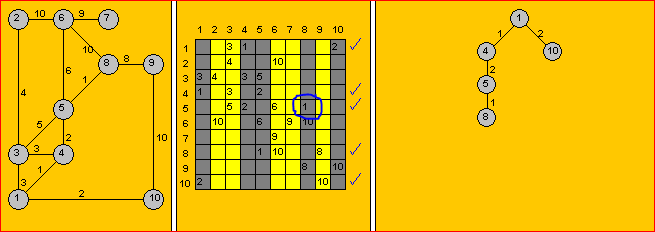 2 10 6 9 7
10
8 8 9
6
1
4
5
5 2 10
3 3 4
1
3
1 2 10
1 2 3 4 5 6 7 8 9 10
1 3 1 2
2 4 10
3 3 4 3 5
4 1 3 2
5 5 2 6 1
6 10 6 9 10
7 9
8 1 10 8
9 8 10
10 2 10
1
1 2
4 10
2
5
1
8